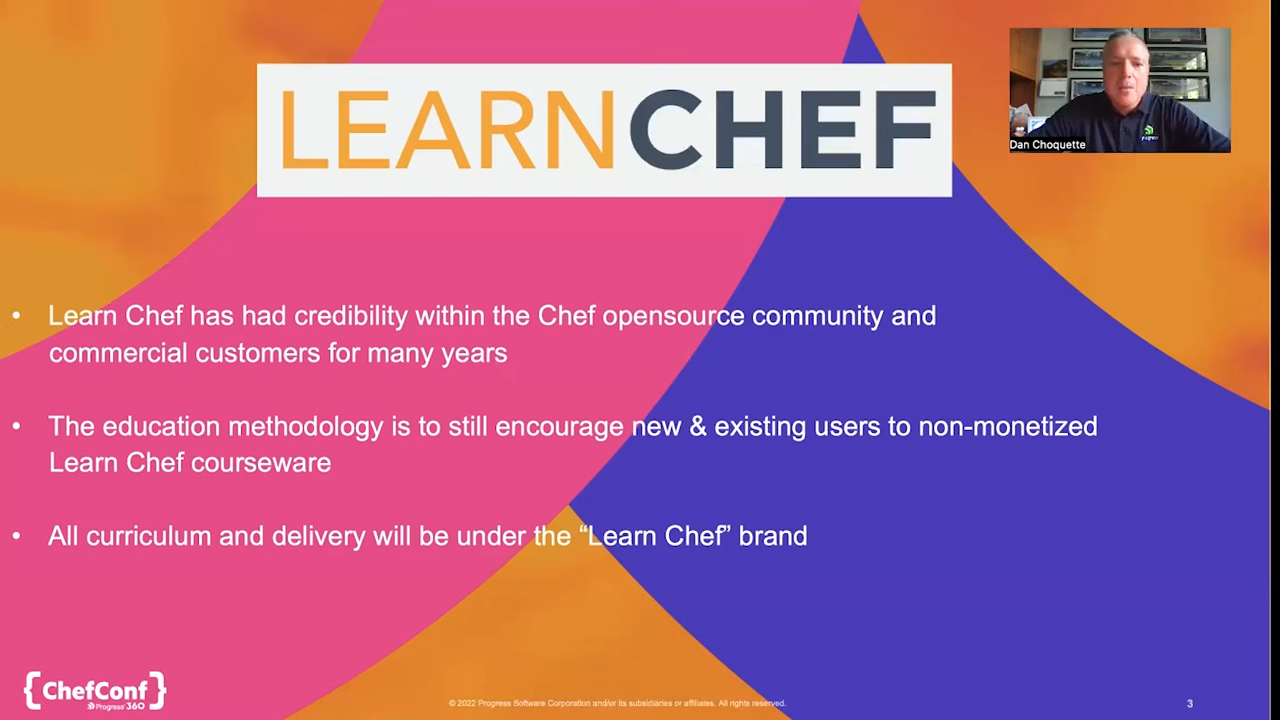 LEARNCHEF
Dan Choquette
• Learn Chef has had credibility within the Chef opensource community and
commercial customers for many years
• The education methodology is to still encourage new & existing users to non-monetized
Learn Chef courseware
• All curriculum and delivery will be under the “Learn Chef” brand
{ChefConf}
Progress 360
© 2022 Progress Software Corporation and/or its subsidiaries or affiliates. All rights reserved.
3